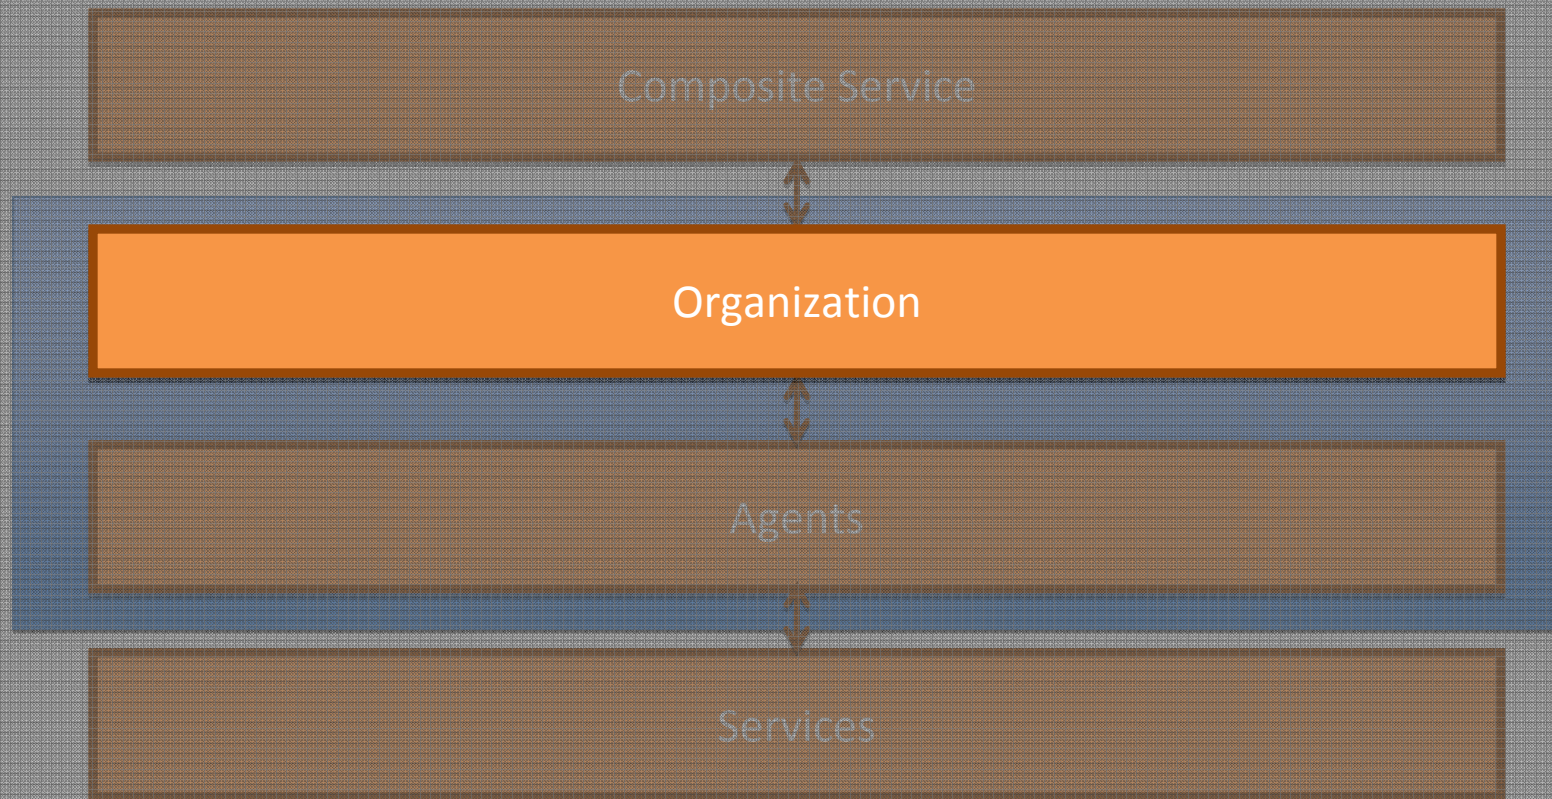 Composite Service
Organization
Agents
Services